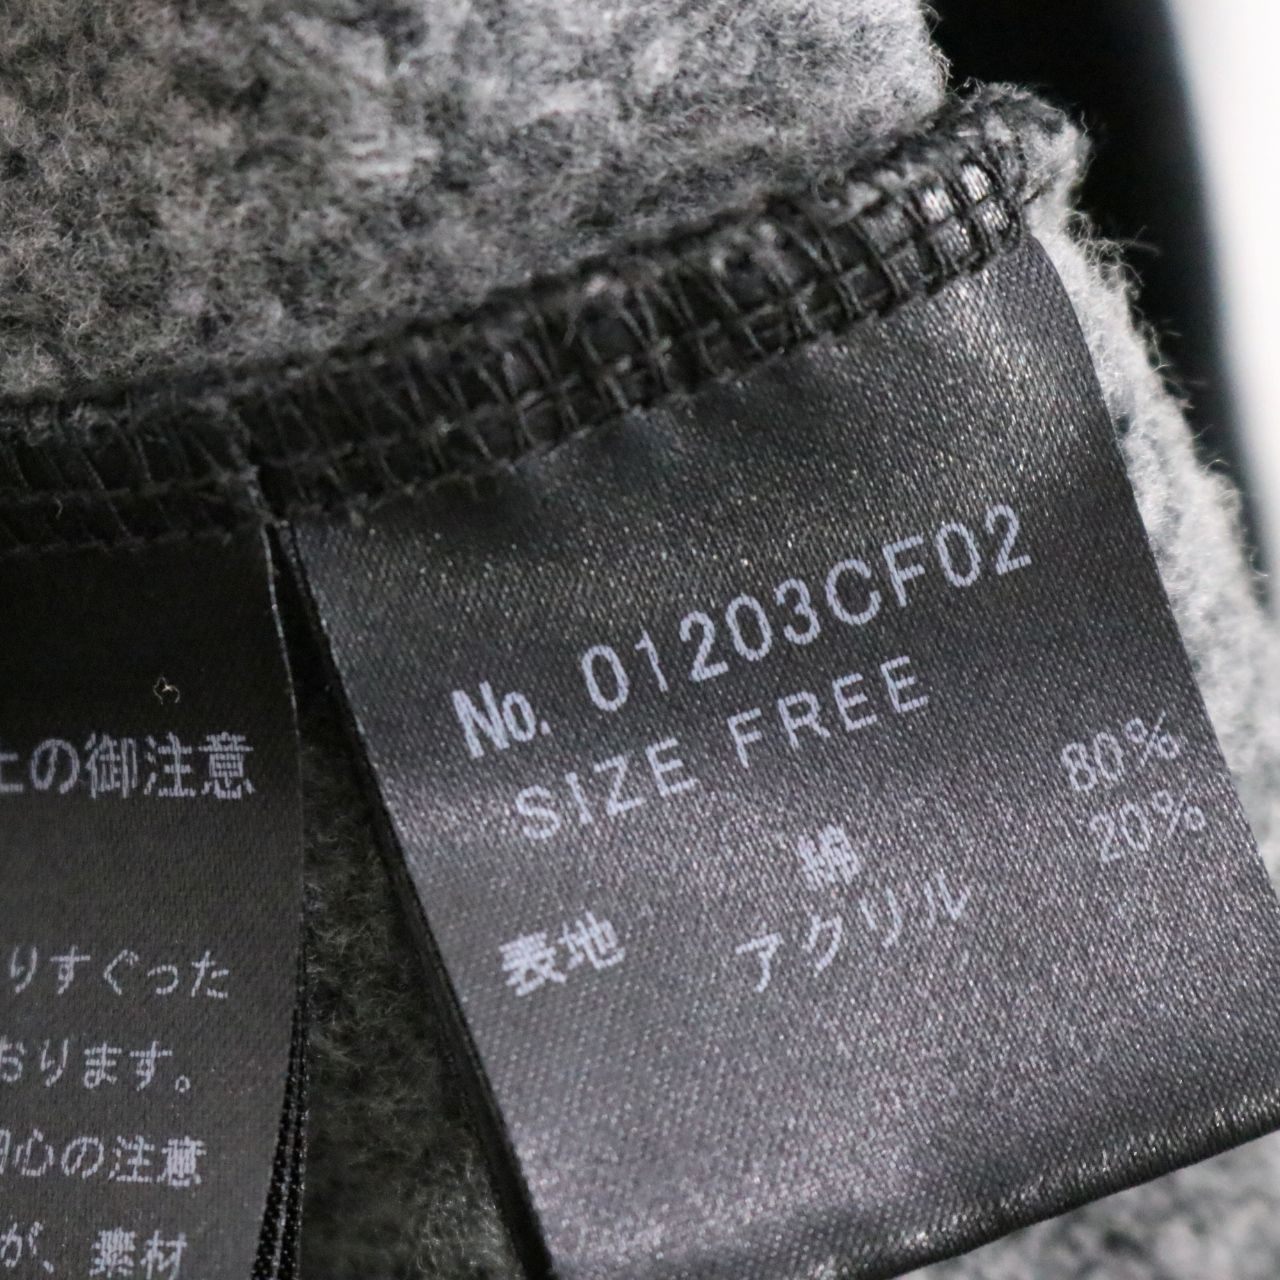 No. 01203CF02
SIZE FREE
綿 80%
表地 アクリル 20%
の御注意
りすぐった
おります。
心の注意
が、素材